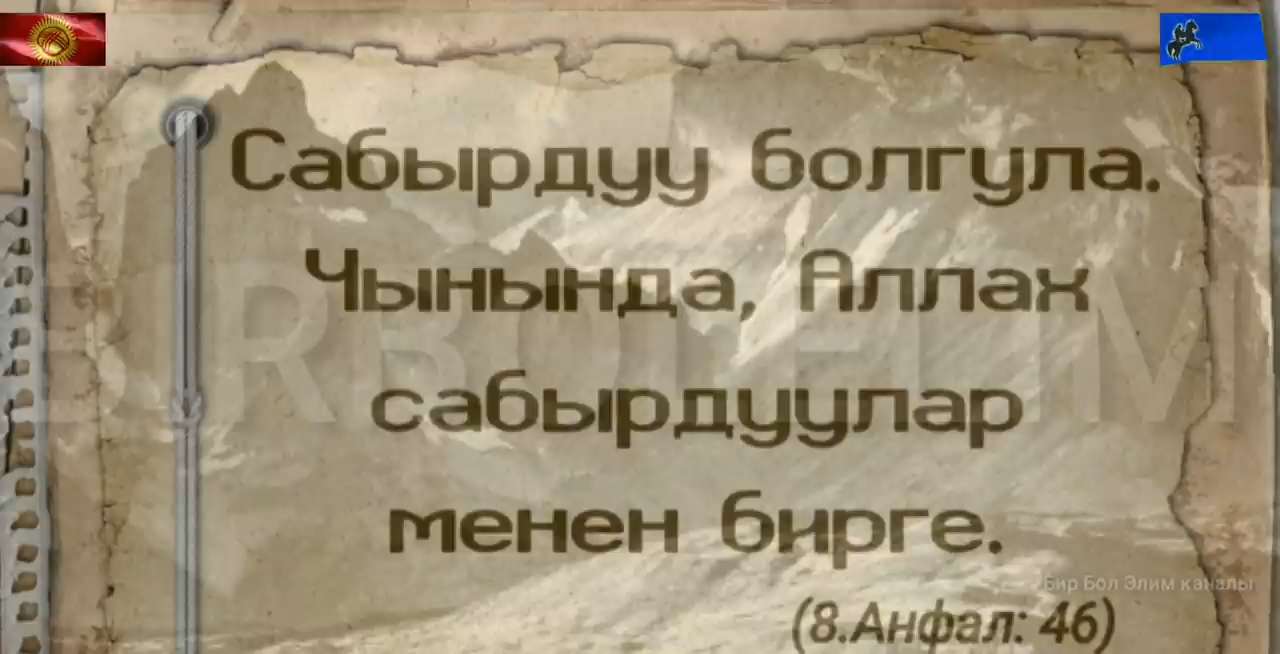 Сабырдуу болгула.
Чынында, Аллах
сабырдуулар
менен бирге.
Бир Бол Элим каналы
(8.Анфал: 46)